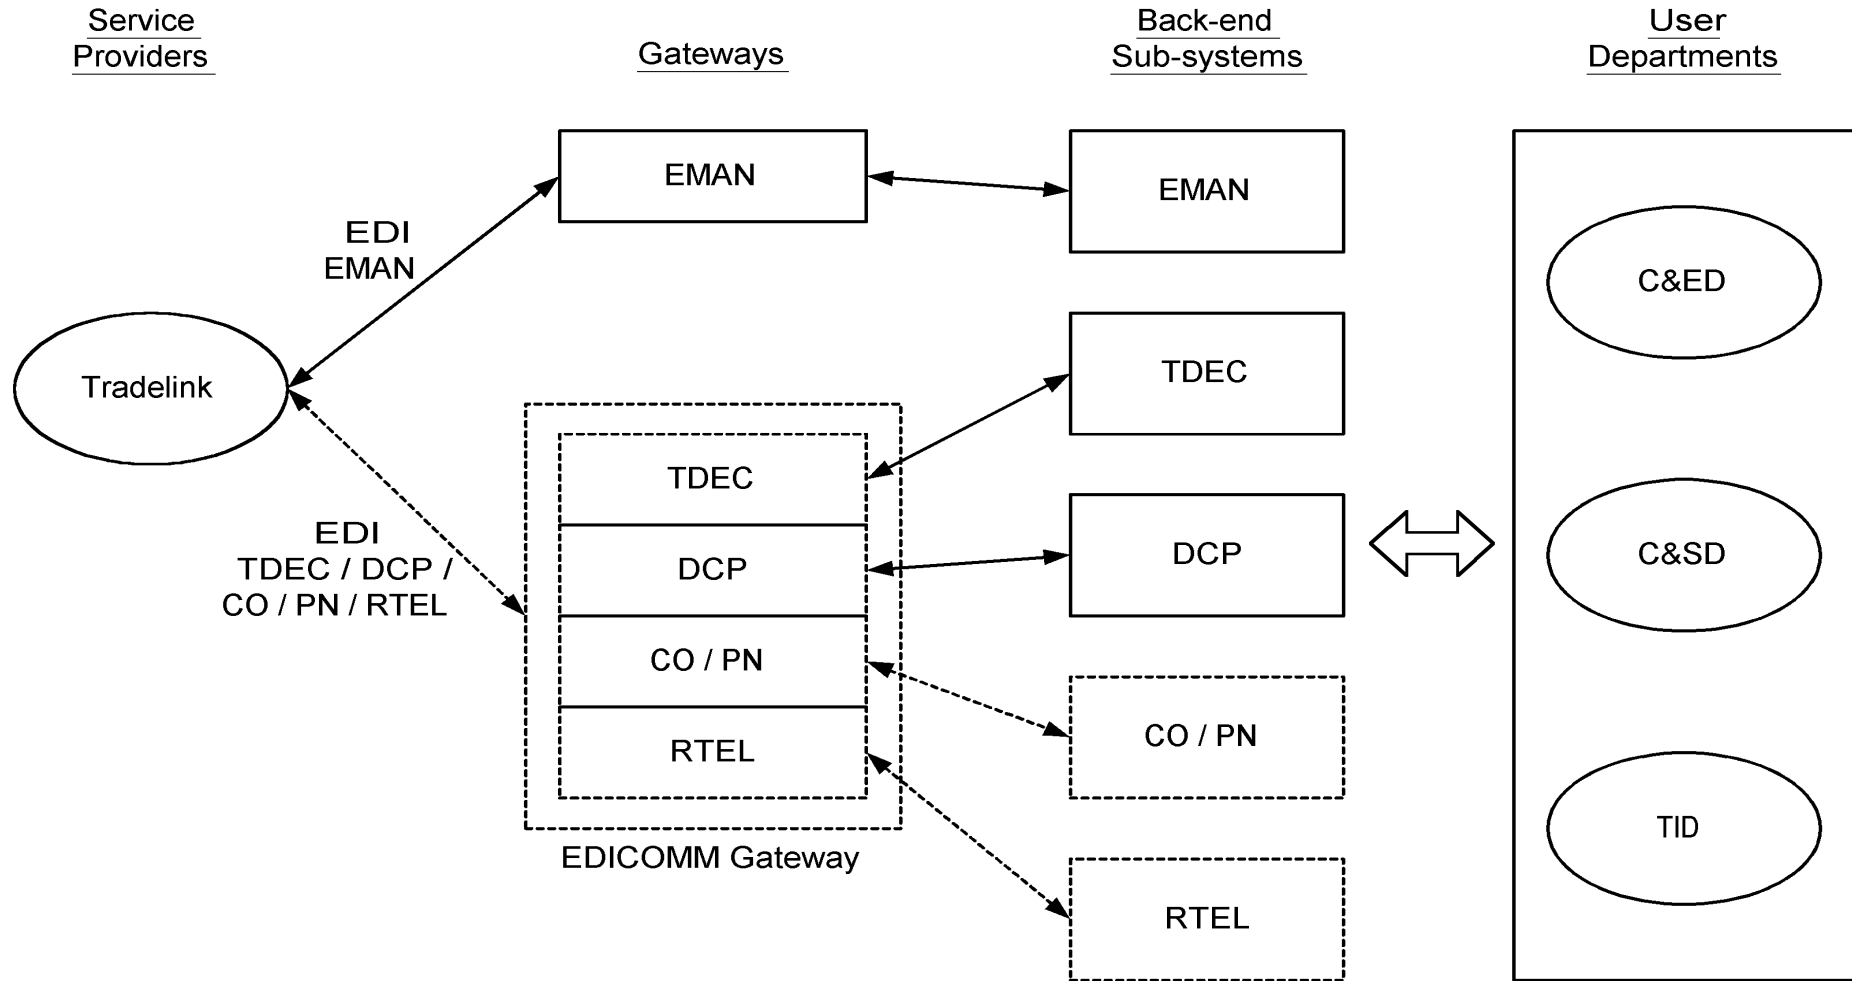 Service
Providers
Gateways
Back-end
Sub-systems
User
Departments
EMAN
EMAN
EDI
EMAN
C&ED
Tradelink
TDEC
TDEC
EDI
TDEC / DCP /
CO / PN / RTEL
DCP
DCP
C&SD
CO / PN
CO / PN
RTEL
TID
EDICOMM Gateway
RTEL